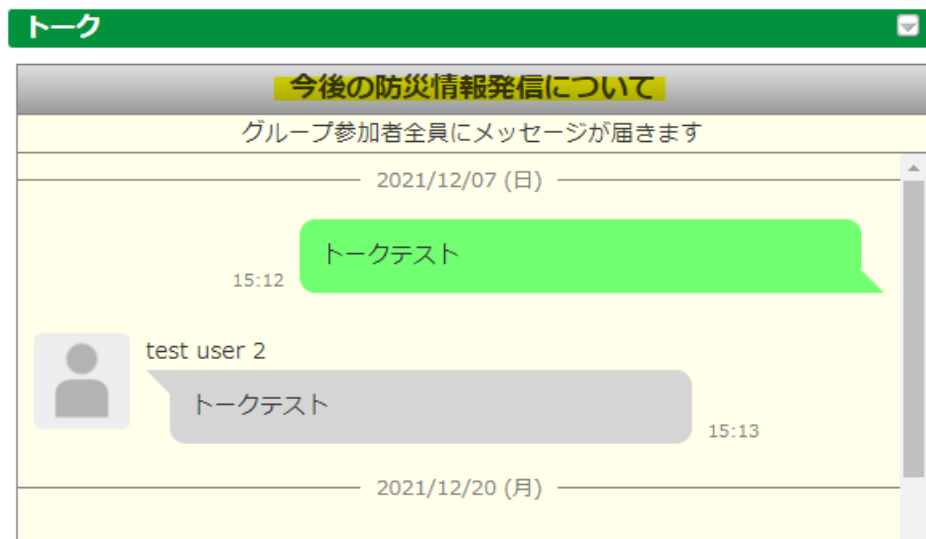 トーク
今後の防災情報発信について
グループ参加者全員にメッセージが届きます
2021/12/07 (日)
トークテスト
15:12
test user 2
トークテスト
15:13
2021/12/20 (月)